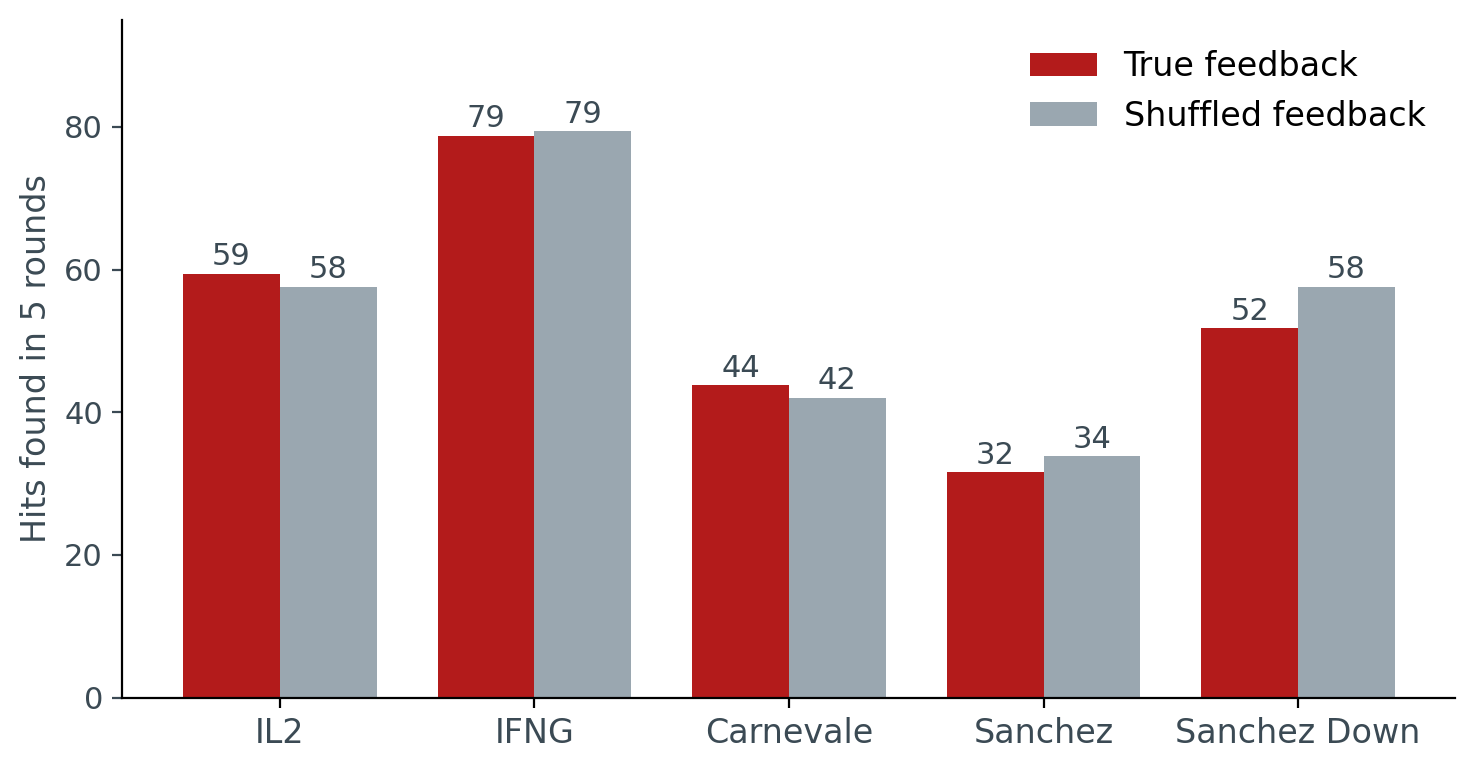 True feedback
Shuffled feedback
Hits found in 5 rounds
80
60
40
20
0
59
58
79
79
44
42
32
34
52
58
IL2
IFNG
Carnevale
Sanchez
Sanchez Down